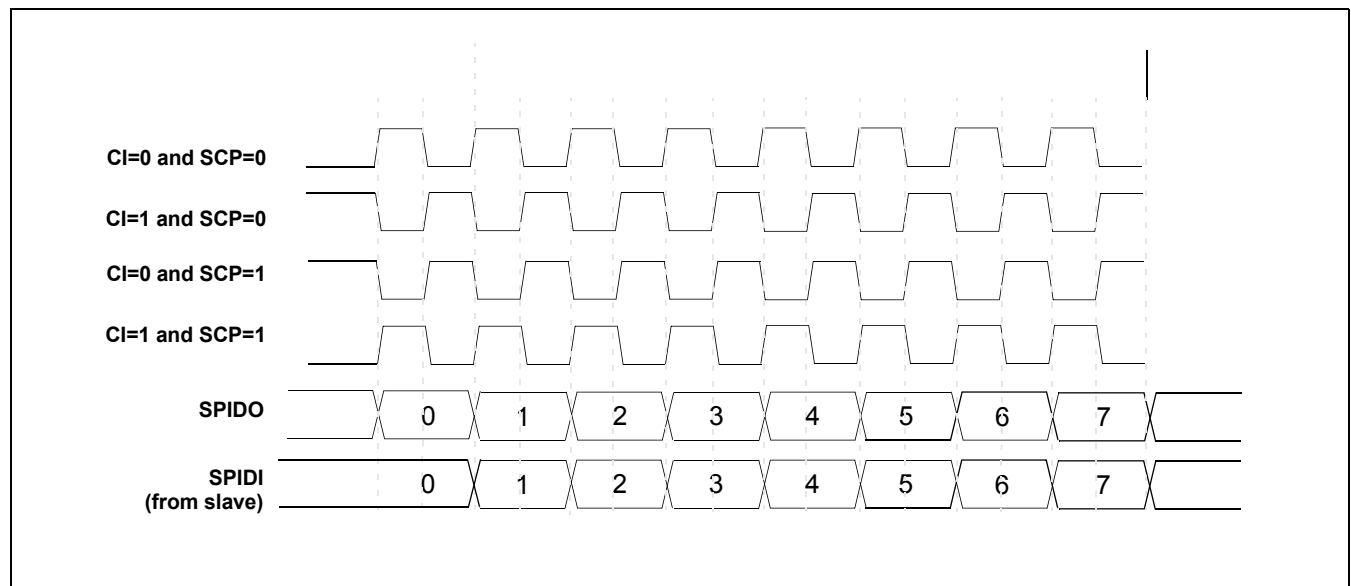 CI=0 and SCP=0
CI=1 and SCP=0
CI=0 and SCP=1
CI=1 and SCP=1
SPIDO 0 1 2 3 4 5 6 7
SPIDI 0 1 2 3 4 5 6 7
(from slave)